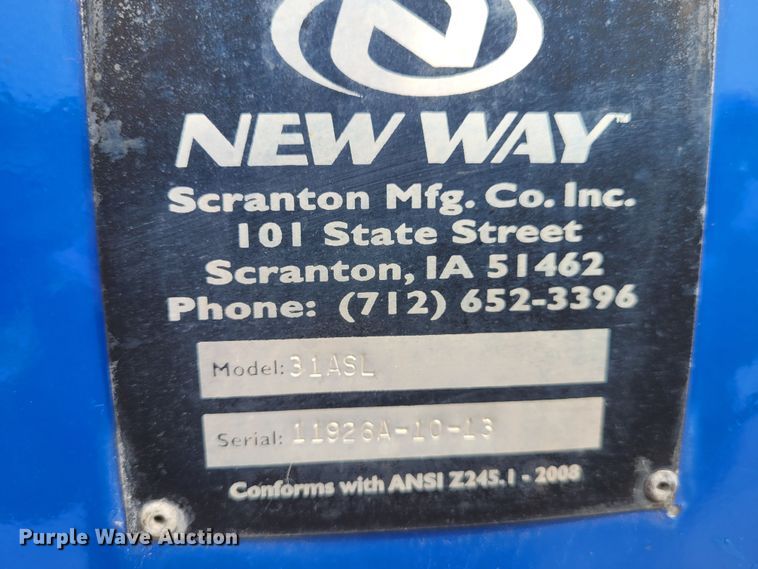 NEW WAY™
Scranton Mfg. Co. Inc.
101 State Street
Scranton, IA 51462
Phone: (712) 652-3396
Model: 31ASL
Serial: 11926A-10-13
Conforms with ANSI Z245.1 - 2008
Purple Wave Auction